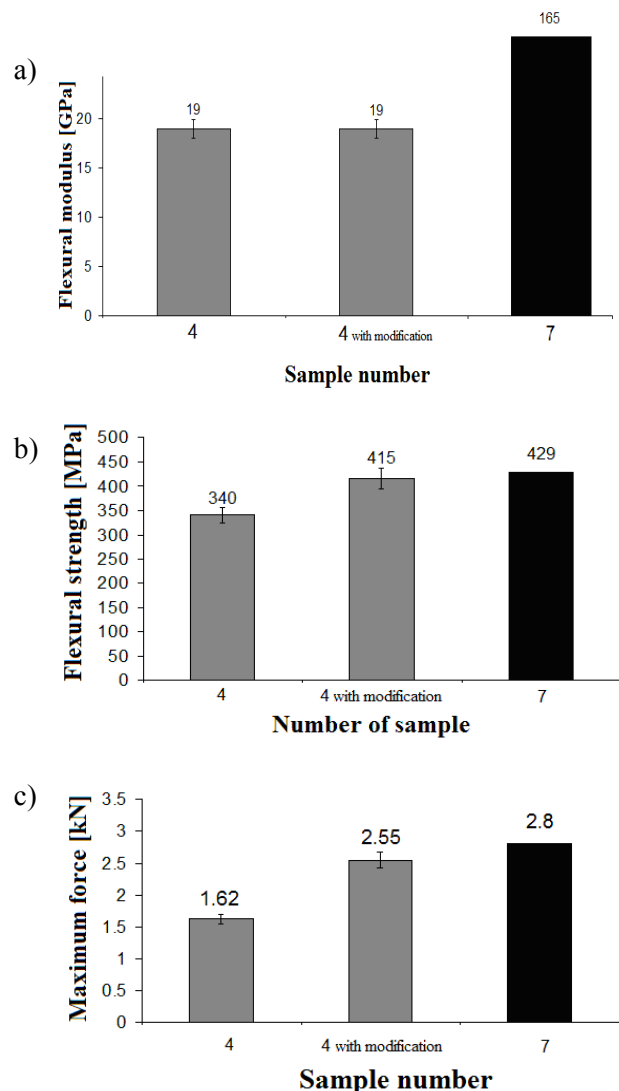 a)
Flexural modulus [GPa]
165
19 19
20
15
10
5
0
4 4 with modification 7
Sample number
b)
Flexural strength [MPa]
500
450
400
350
300
250
200
150
100
50
0
340 415 429
4 4 with modification 7
Number of sample
c)
Maximum force [kN]
3.5
3
2.5
2
1.5
1
0.5
0
1.62 2.55 2.8
4 4 with modification 7
Sample number